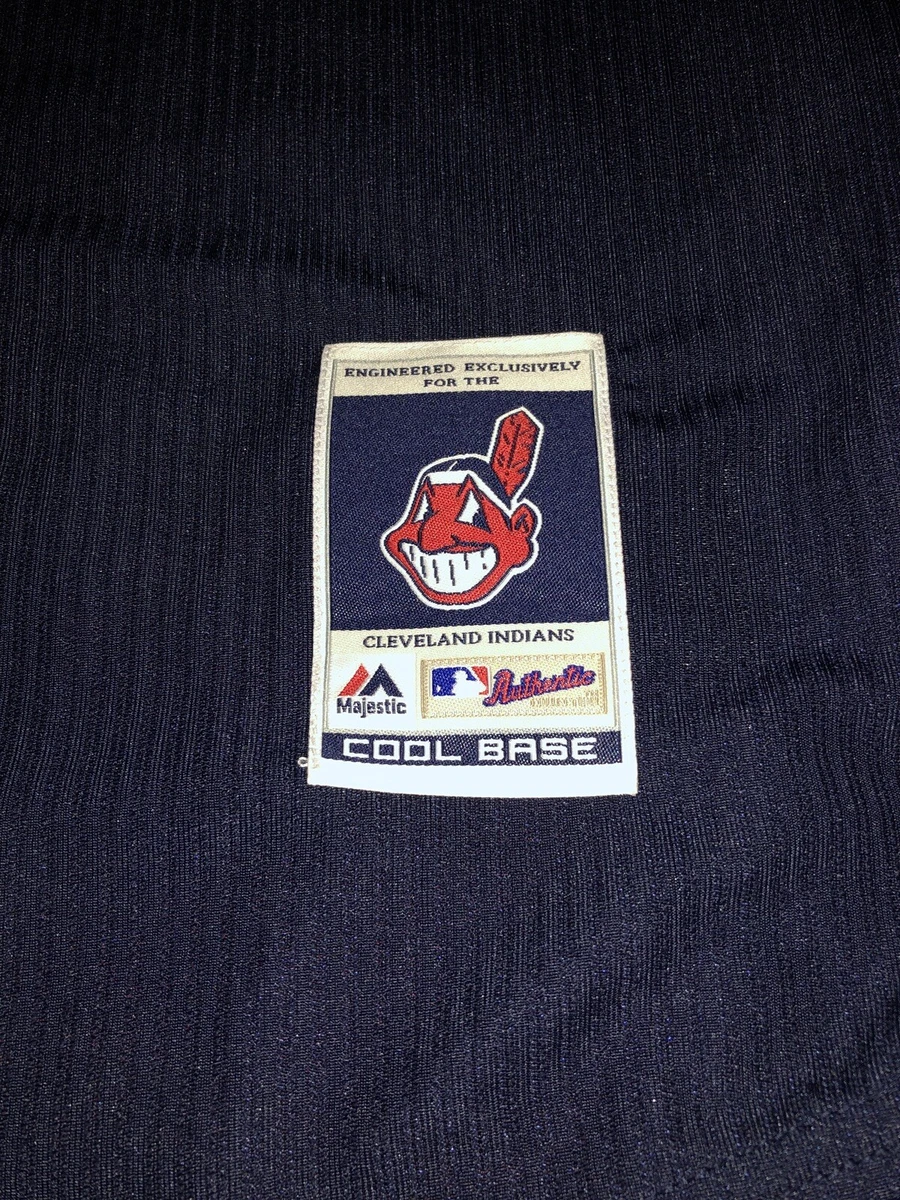 ENGINEERED EXCLUSIVELY
FOR THE
CLEVELAND INDIANS
Majestic
Authentic
COOL BASE